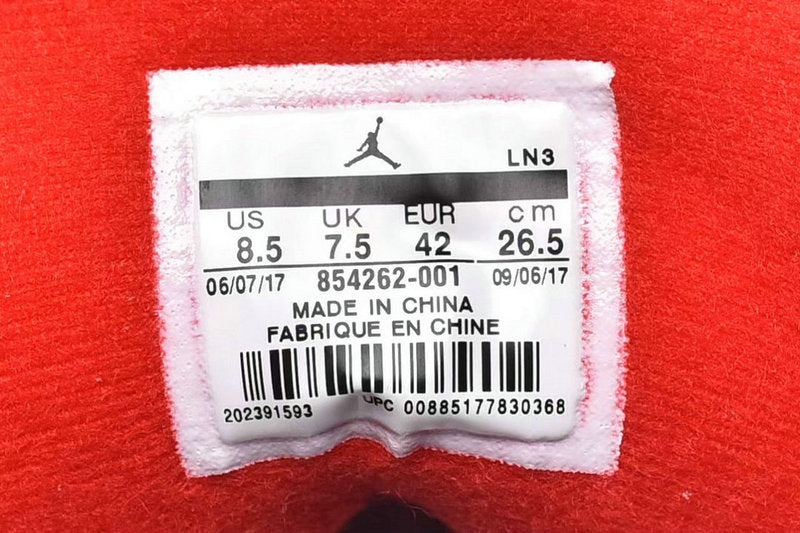 LN3
US UK EUR cm
8.5 7.5 42 26.5
06/07/17 854262-001 09/06/17
MADE IN CHINA
FABRIQUE EN CHINE
202391593 UPC 00885177830368